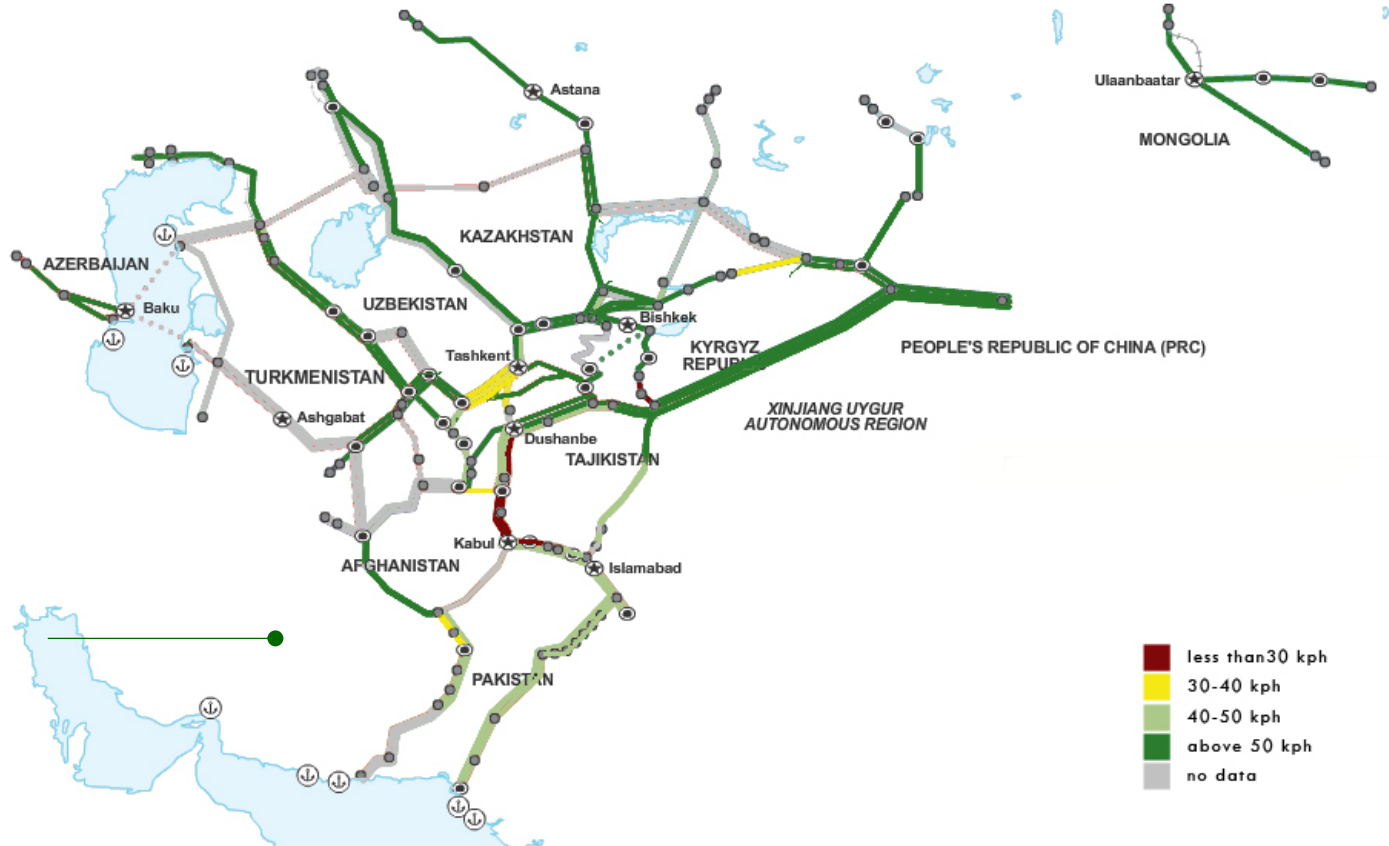 Astana
Ulaanbaatar
MONGOLIA
KAZAKHSTAN
AZERBAIJAN
UZBEKISTAN
Baku
Bishkek
KYRGYZ
REPUBLIC
PEOPLE'S REPUBLIC OF CHINA (PRC)
Tashkent
TURKMENISTAN
Ashgabat
XINJIANG UYGUR
AUTONOMOUS REGION
Dushanbe
TAJIKISTAN
Kabul
AFGHANISTAN
Islamabad
PAKISTAN
less than30 kph
30-40 kph
40-50 kph
above 50 kph
no data